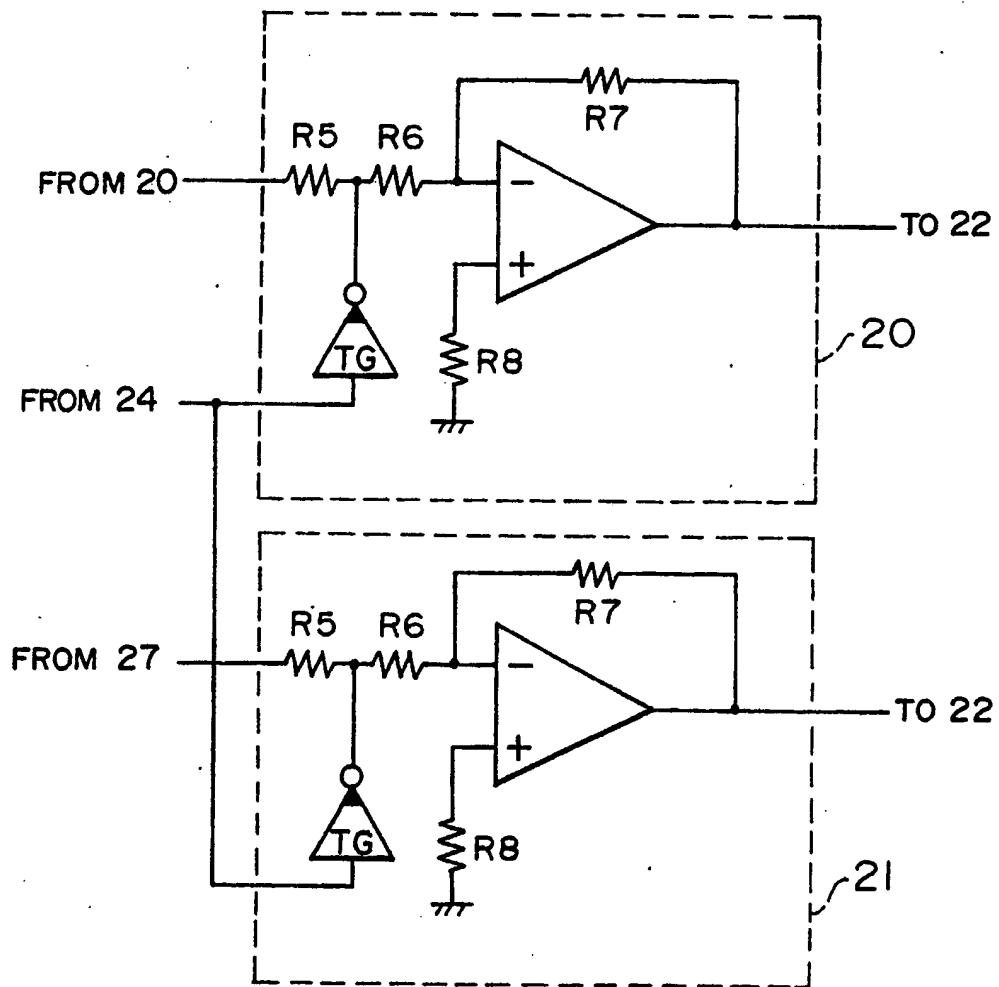 R7
R5 R6
FROM 20
−
TO 22
+
20
TG
R8
FROM 24
R7
R5 R6
FROM 27
−
TO 22
+
TG
R8
21